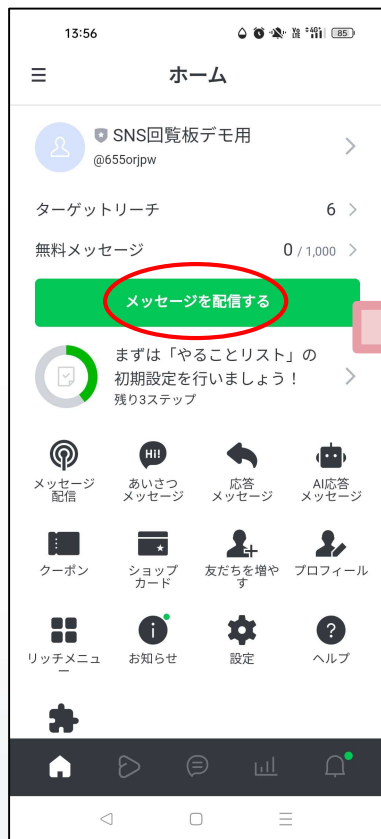 13:56
85
ホーム
SNS回覧板デモ用
@655orjpw
ターゲットリーチ 6
無料メッセージ 0 / 1,000
メッセージを配信する
まずは「やることリスト」の
初期設定を行いましょう！
残り3ステップ
Hi!
メッセージ
配信
あいさつ
メッセージ
応答
メッセージ
AI応答
メッセージ
クーポン
ショップ
カード
友だちを増や
す
プロフィール
リッチメニュ
ー
お知らせ
設定
ヘルプ